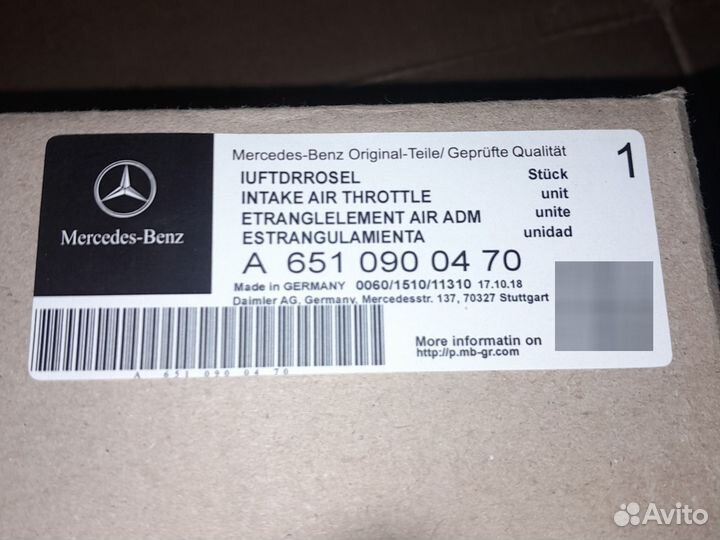 Mercedes-Benz Original-Teile/ Geprüfte Qualität 1
IUFTDRROSEL Stück
INTAKE AIR THROTTLE unit
ETRANGLELEMENT AIR ADM unite
ESTRANGULAMIENTA unidad
Mercedes-Benz
A 651 090 04 70
Made in GERMANY 0060/1510/11310 17.10.18
Daimler AG, Germany, Mercedesstr. 137, 70327 Stuttgart
More informatin on
http://p.mb-gr.com
A 651 090 04 70
Avito